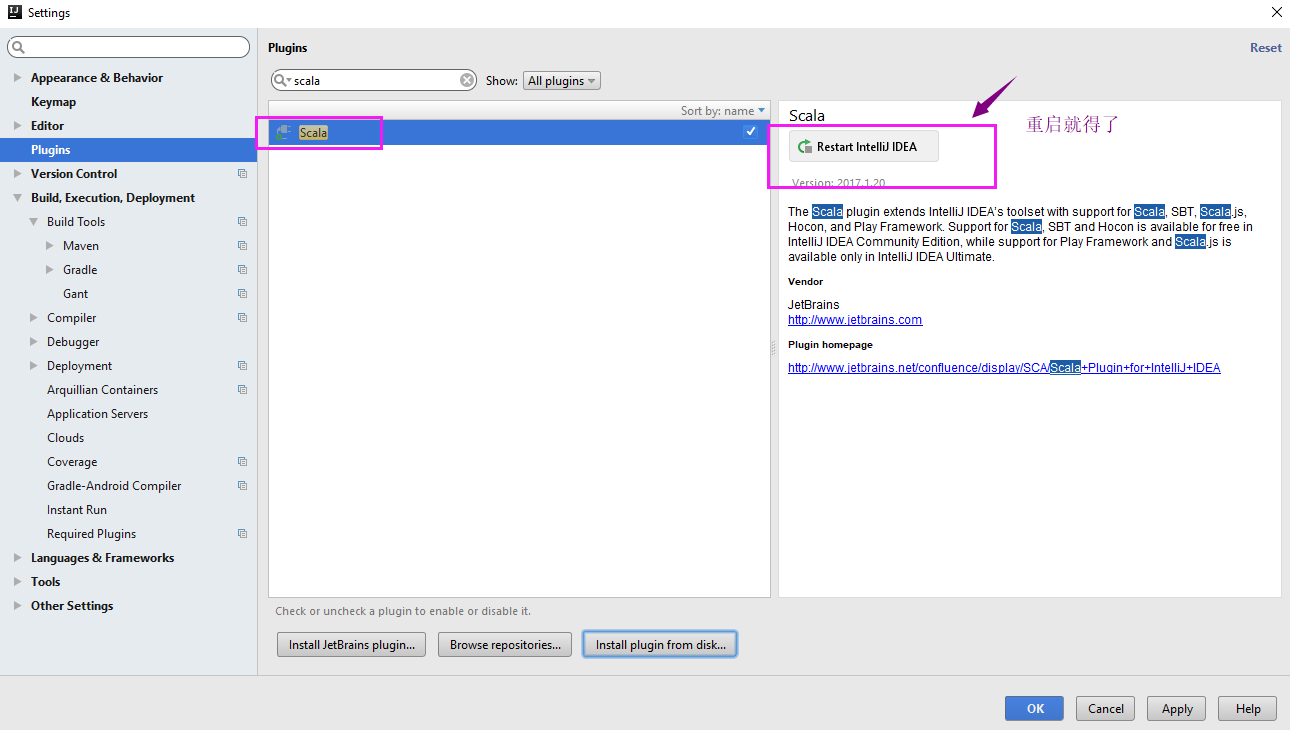 Settings
Plugins
Reset
scala
Show:
All plugins
Appearance & Behavior
Keymap
Editor
Plugins
Version Control
Build, Execution, Deployment
Build Tools
Maven
Gradle
Gant
Compiler
Debugger
Deployment
Arquillian Containers
Application Servers
Clouds
Coverage
Gradle-Android Compiler
Instant Run
Required Plugins
Languages & Frameworks
Tools
Other Settings
Sort by: name
Scala
Scala
重启就得了
Restart IntelliJ IDEA
Version: 2017.1.20
The Scala plugin extends IntelliJ IDEA's toolset with support for Scala, SBT, Scala.js,
Hocon, and Play Framework. Support for Scala, SBT and Hocon is available for free in
IntelliJ IDEA Community Edition, while support for Play Framework and Scala.js is
available only in IntelliJ IDEA Ultimate.
Vendor
JetBrains
http://www.jetbrains.com
Plugin homepage
http://www.jetbrains.net/confluence/display/SCA/Scala+Plugin+for+IntelliJ+IDEA
Check or uncheck a plugin to enable or disable it.
Install JetBrains plugin...
Browse repositories...
Install plugin from disk...
OK
Cancel
Apply
Help